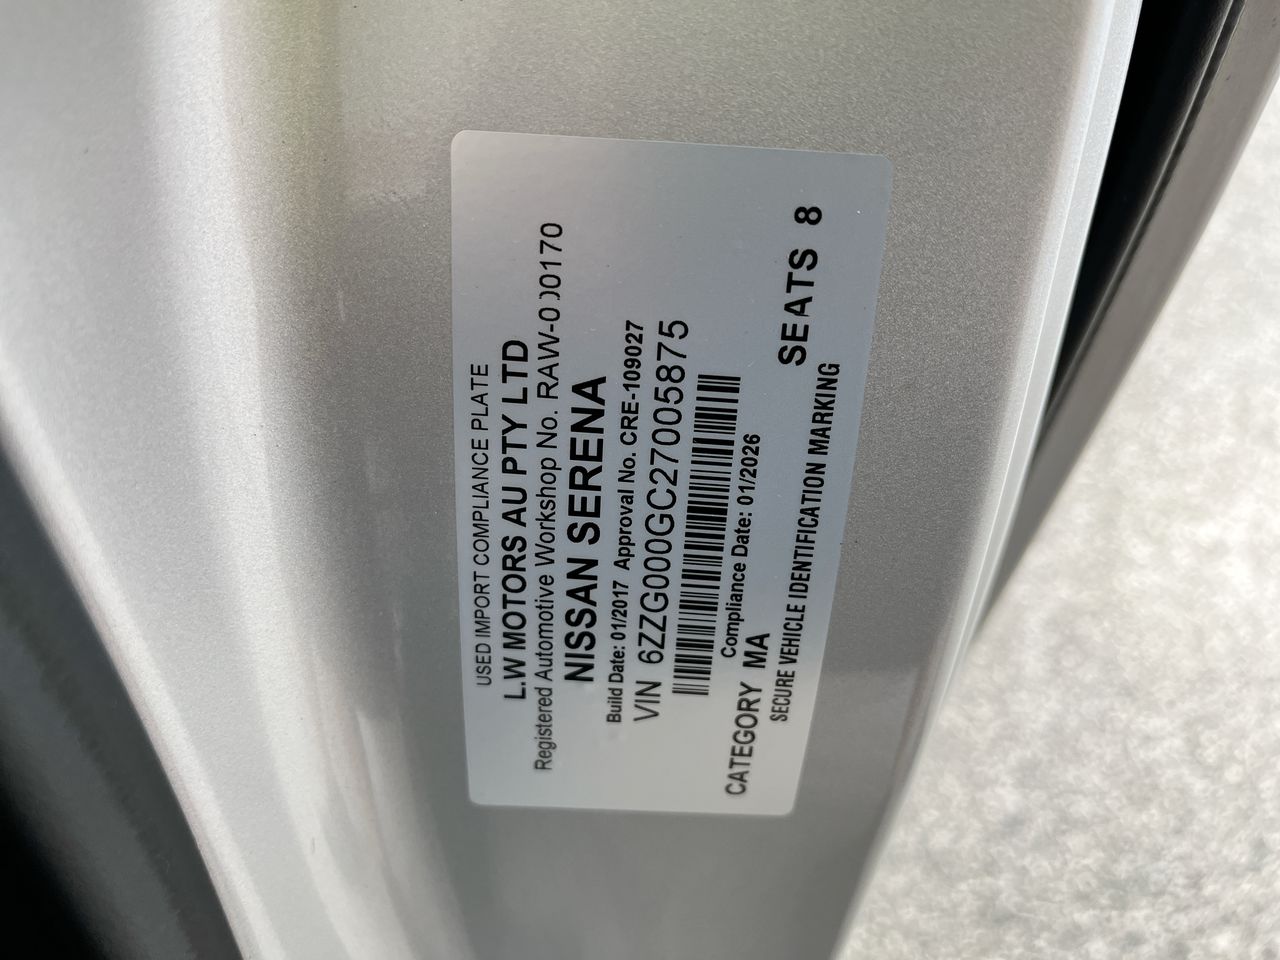 USED IMPORT COMPLIANCE PLATE
L.W MOTORS AU PTY LTD
Registered Automotive Workshop No. RAW-000170
NISSAN SERENA
Build Date: 01/2017 Approval No. CRE-109027
VIN 6ZZG000GC27005875
Compliance Date: 01/2026
CATEGORY MA SEATS 8
SECURE VEHICLE IDENTIFICATION MARKING